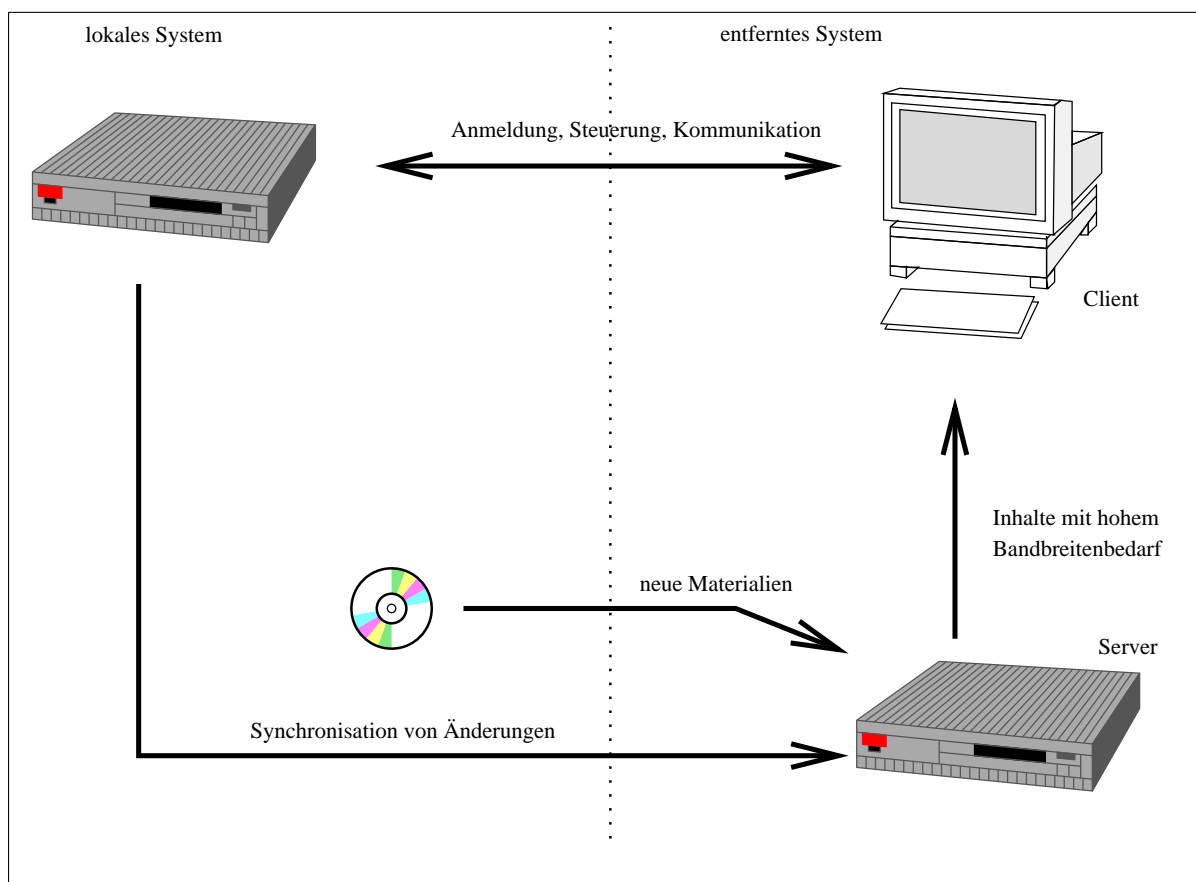 lokales System
entferntes System
Anmeldung, Steuerung, Kommunikation
Client
Inhalte mit hohem
Bandbreitenbedarf
neue Materialien
Server
Synchronisation von Änderungen